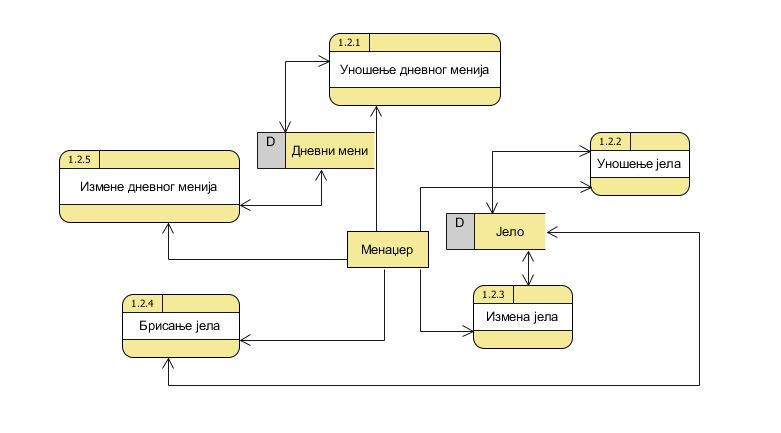 1.2.1
Уношење дневног менија
D
Дневни мени
1.2.2
Уношење јела
1.2.5
Измене дневног менија
D
Јело
Менаџер
1.2.3
Измена јела
1.2.4
Брисање јела